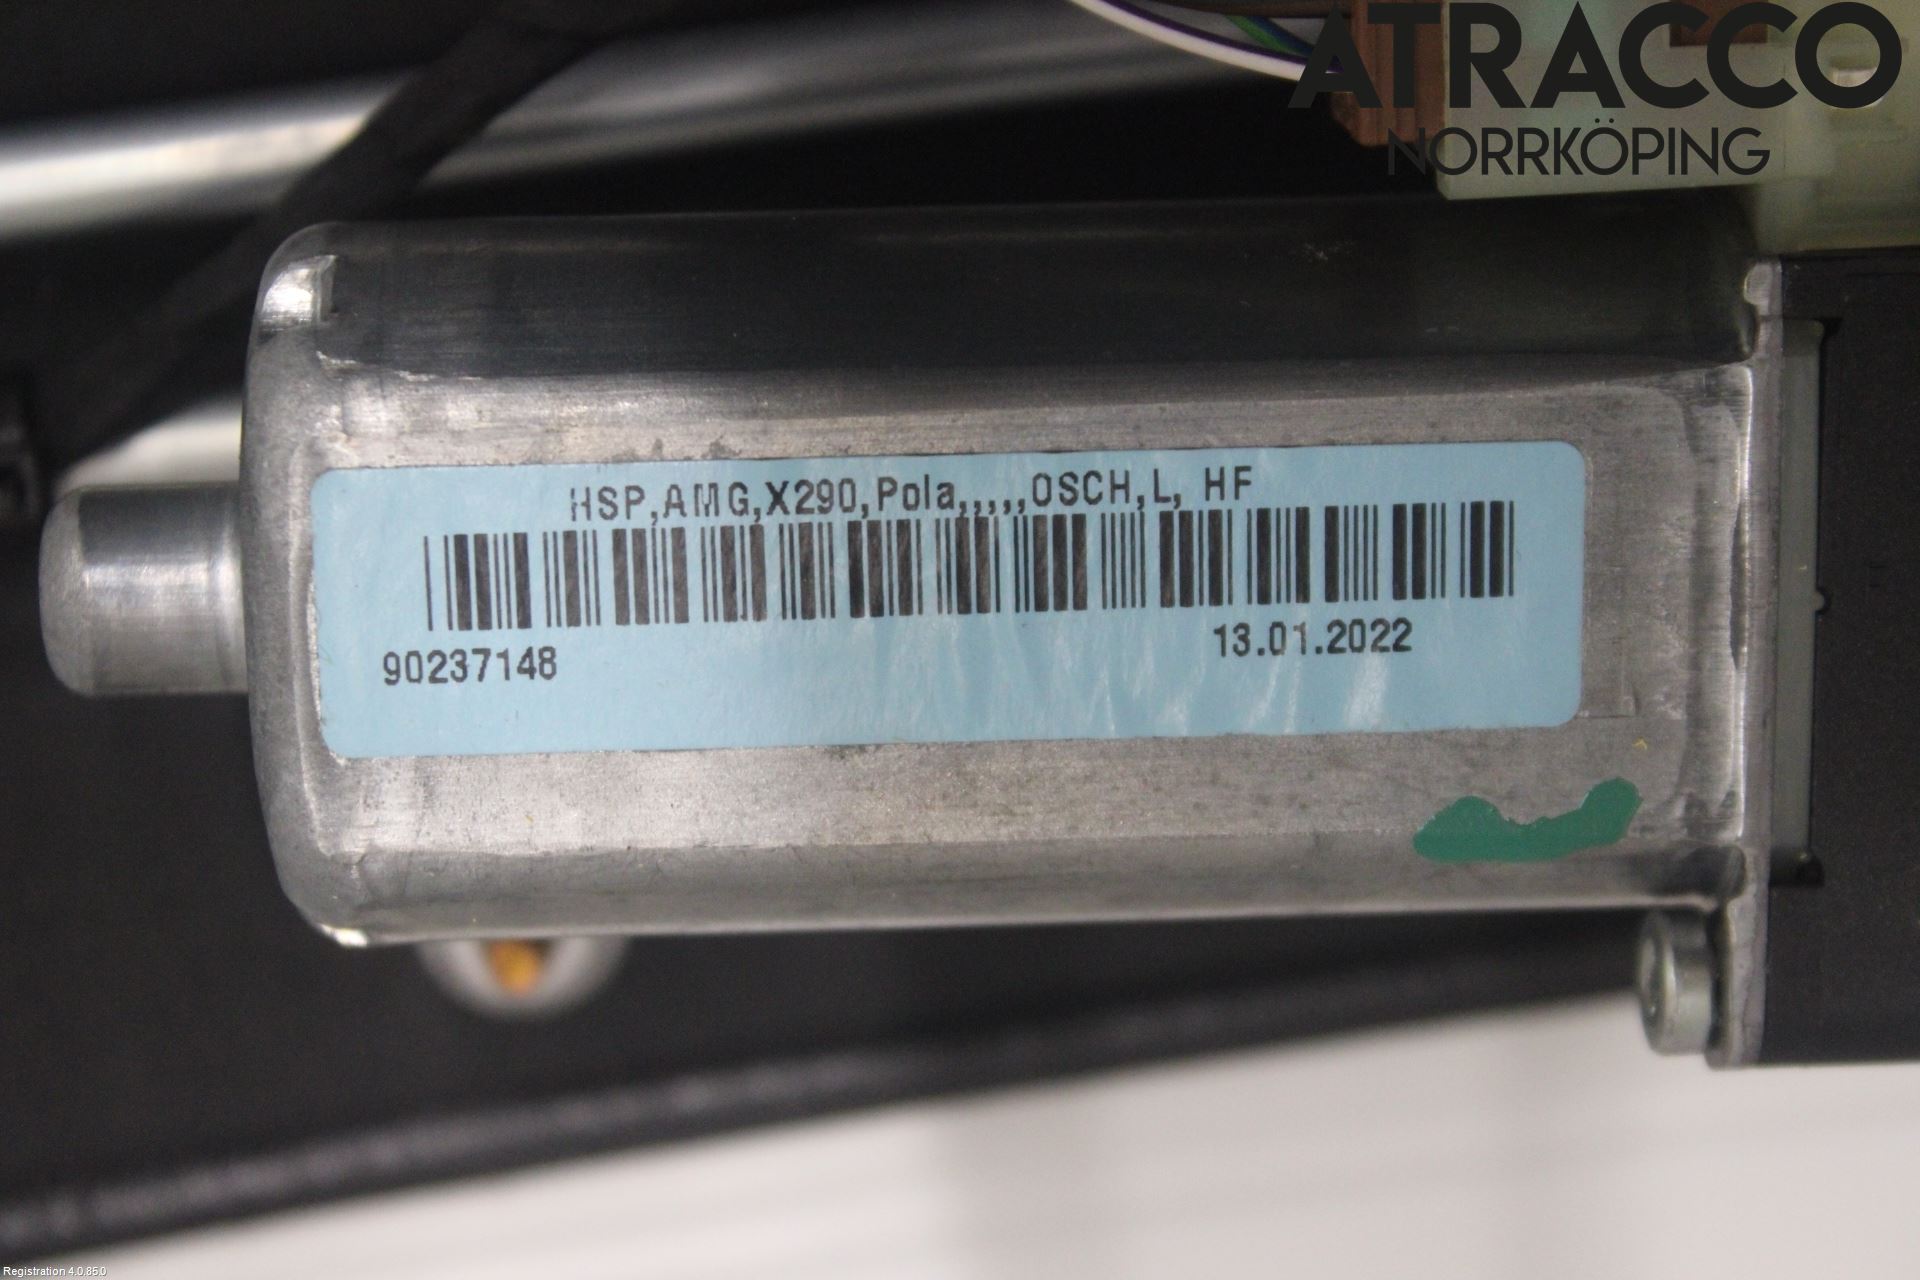 ATRACCO
NORRKÖPING
HSP,AMG,X290,Pola,,,,,OSCH,L, HF
90237148
13.01.2022
Registration 4.0.85.0